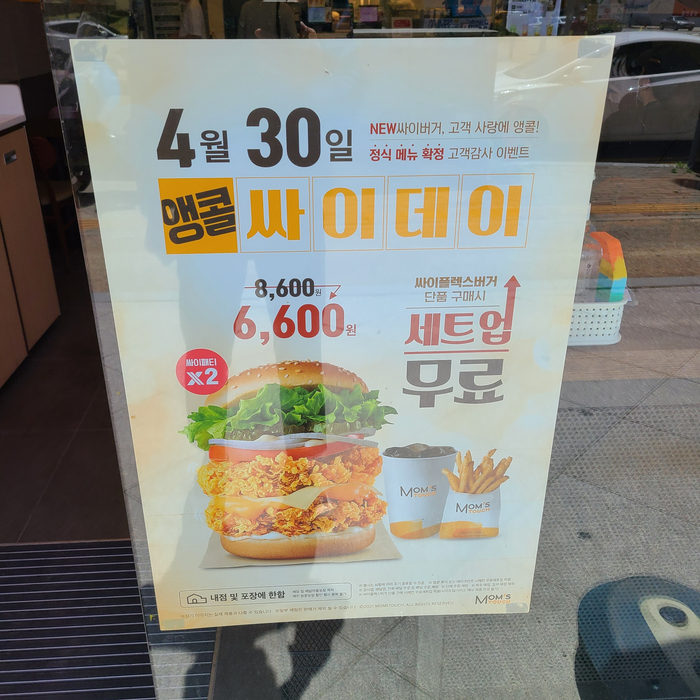 4월 30일
NEW싸이버거, 고객 사랑에 앵콜!
정식 메뉴 확정 고객감사 이벤트
앵콜 싸이데이
8,600원
6,600원
싸이플렉스버거
단품 구매시
세트업
무료
싸이패티
X2
MOM'S
TOUCH
MOM'S
TOUCH
내점 및 포장에 한함
MOM'S
TOUCH